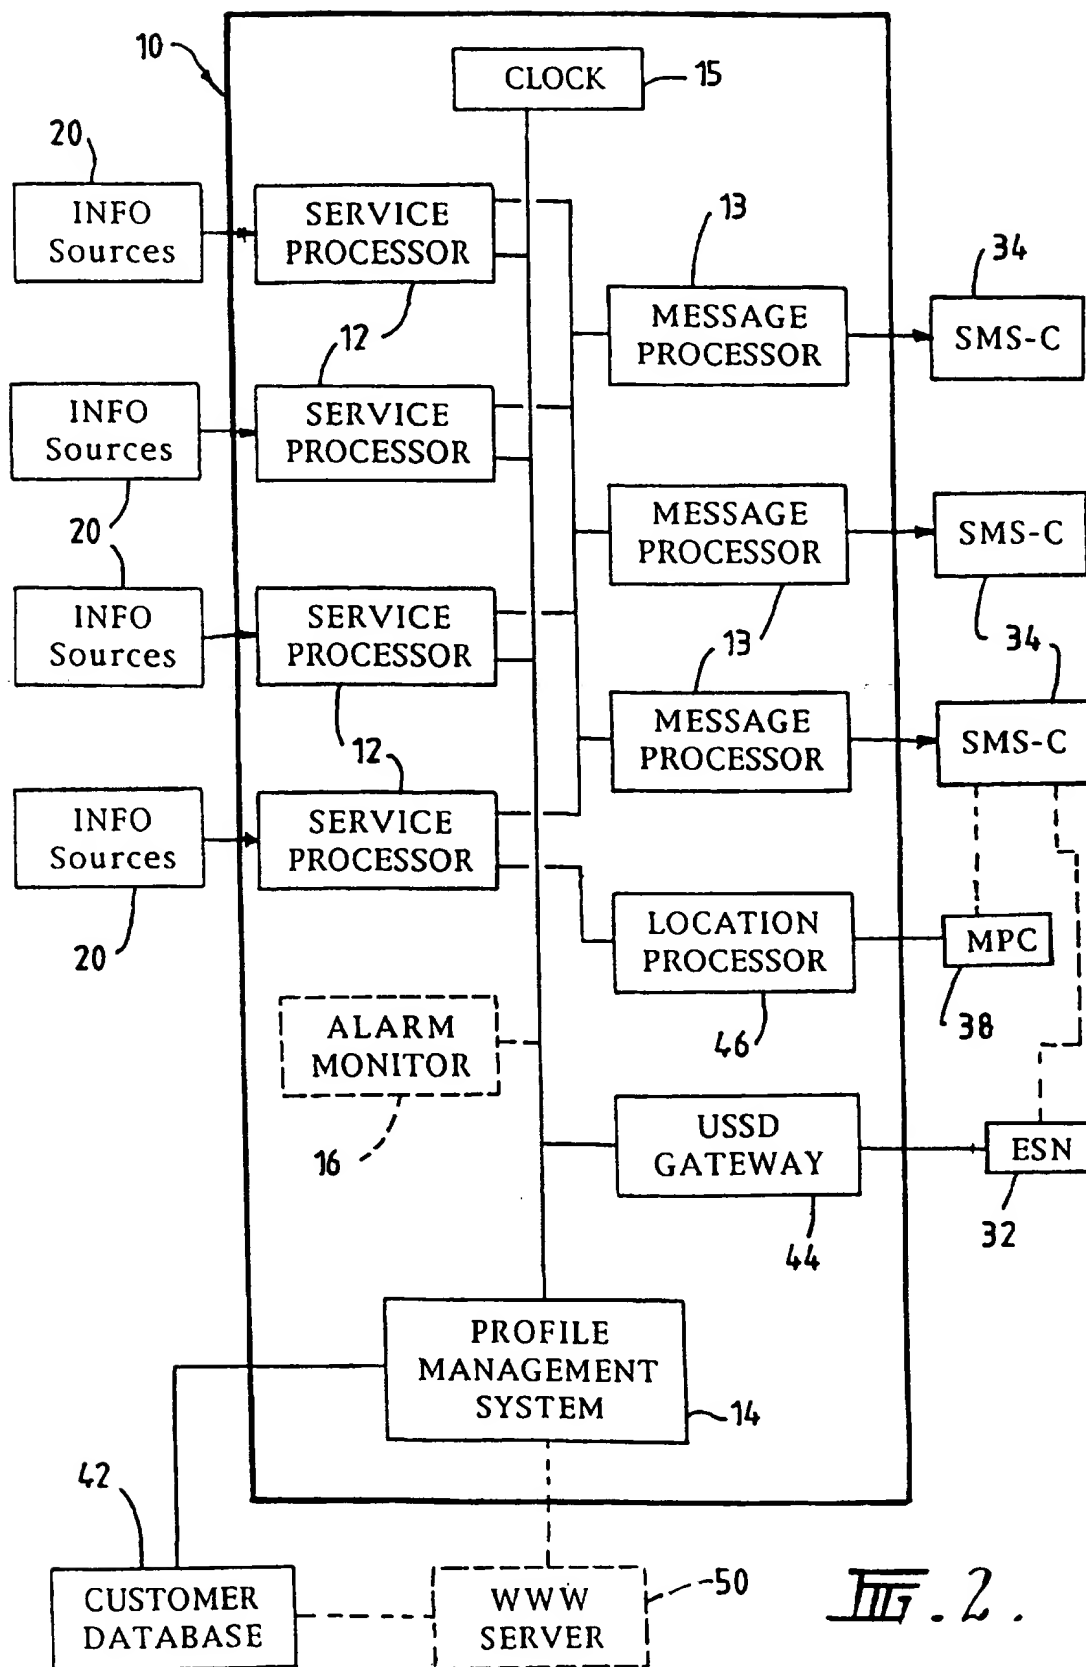 10
CLOCK
15
20
INFO
Sources
SERVICE
PROCESSOR
13
34
MESSAGE
PROCESSOR
SMS-C
12
INFO
Sources
SERVICE
PROCESSOR
20
MESSAGE
PROCESSOR
SMS-C
INFO
Sources
SERVICE
PROCESSOR
13
34
MESSAGE
PROCESSOR
SMS-C
12
INFO
Sources
SERVICE
PROCESSOR
20
LOCATION
PROCESSOR
MPC
46
38
ALARM
MONITOR
16
USSD
GATEWAY
ESN
44
32
PROFILE
MANAGEMENT
SYSTEM
14
42
CUSTOMER
DATABASE
WWW
SERVER
50
FIG. 2.